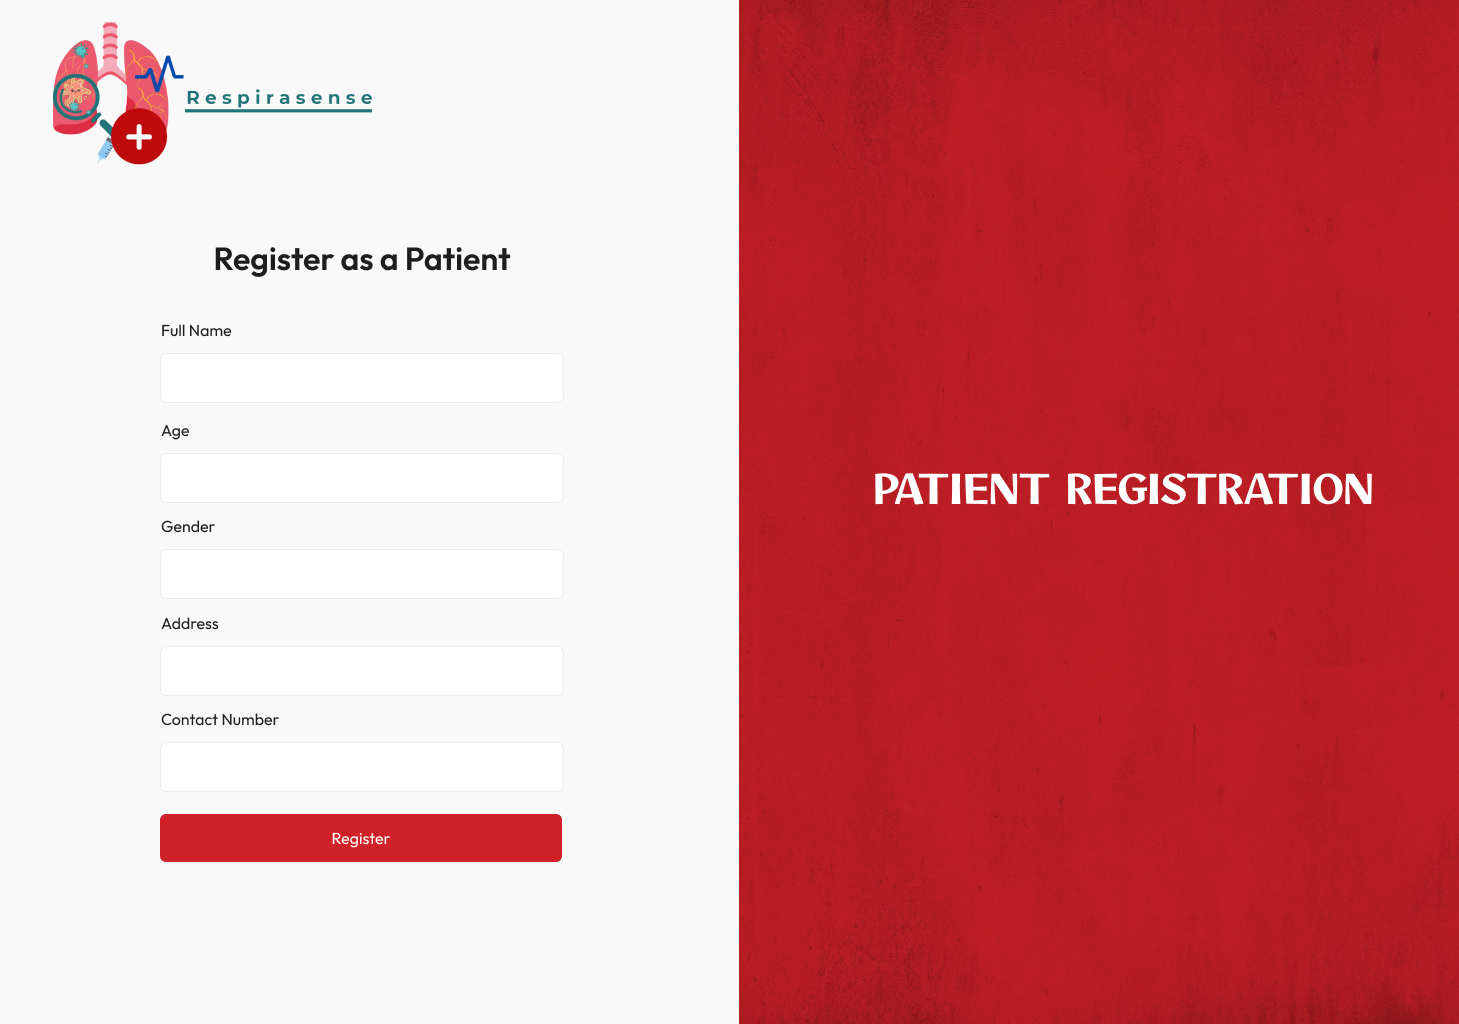 Respirasense
Register as a Patient
Full Name
Age
Gender
Address
Contact Number
Register
PATIENT REGISTRATION